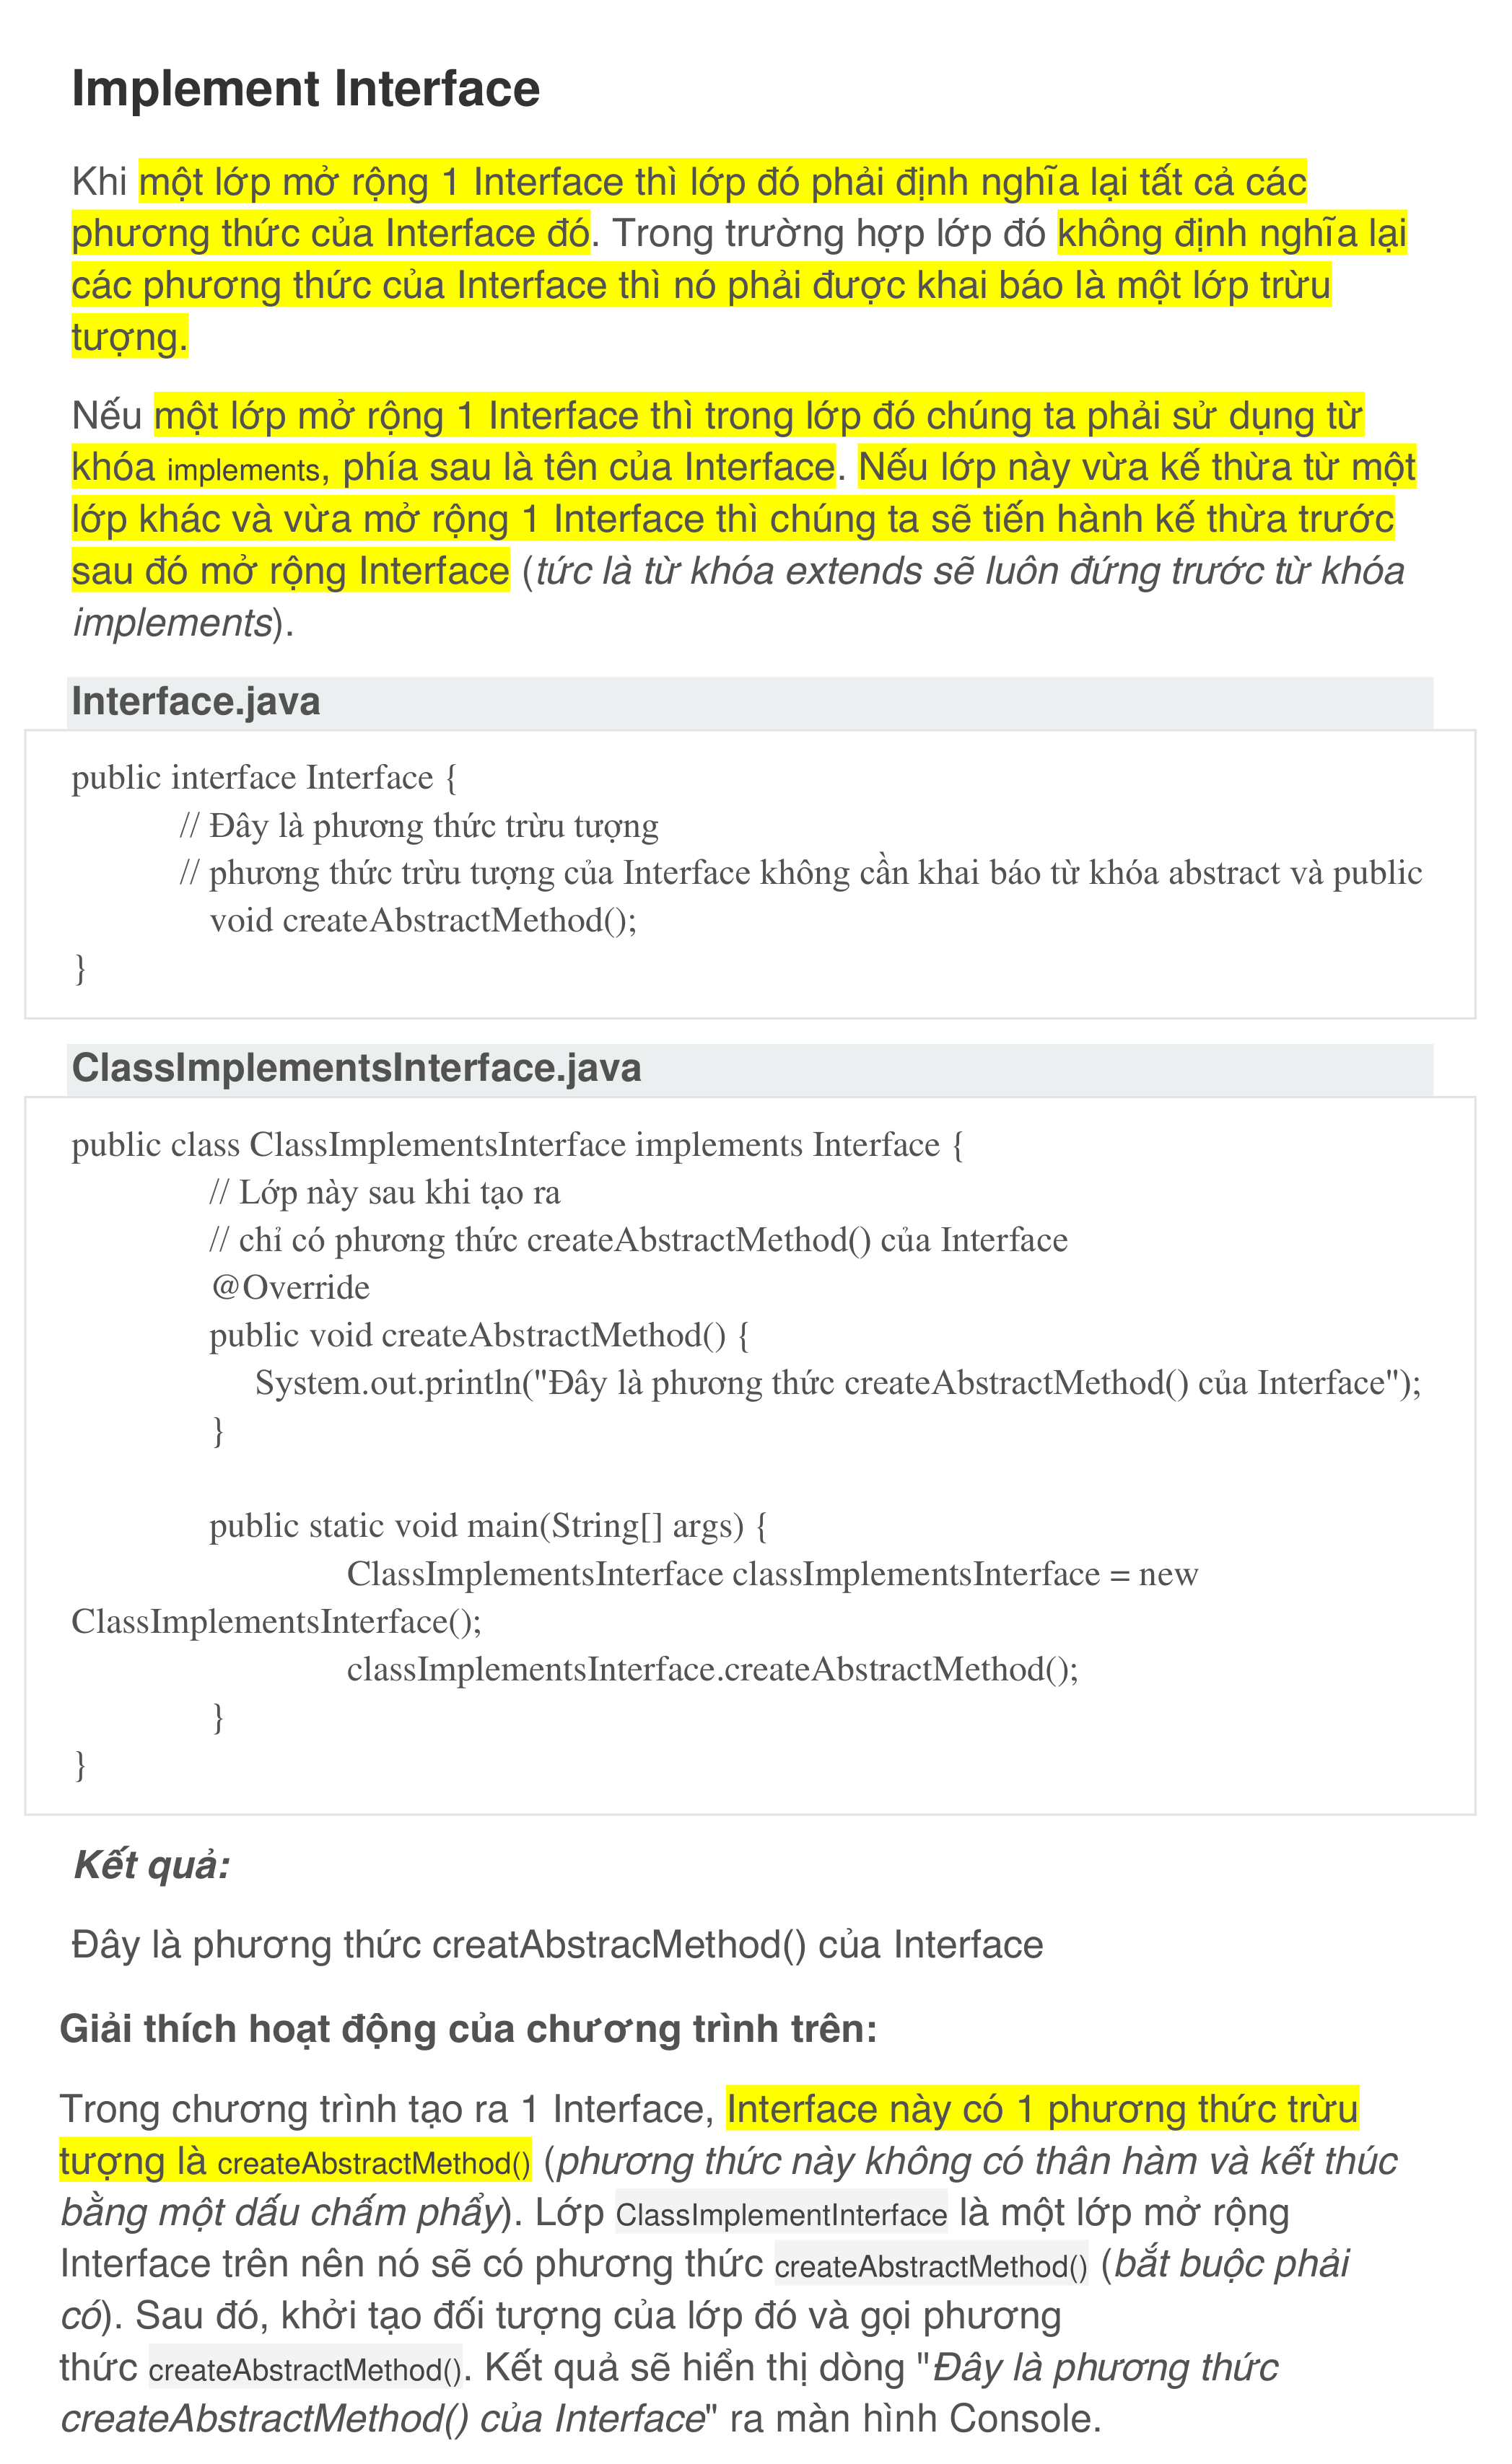 Implement Interface
Khi một lớp mở rộng 1 Interface thì lớp đó phải định nghĩa lại tất cả các
phương thức của Interface đó. Trong trường hợp lớp đó không định nghĩa lại
các phương thức của Interface thì nó phải được khai báo là một lớp trừu
tượng.
Nếu một lớp mở rộng 1 Interface thì trong lớp đó chúng ta phải sử dụng từ
khóa implements, phía sau là tên của Interface. Nếu lớp này vừa kế thừa từ một
lớp khác và vừa mở rộng 1 Interface thì chúng ta sẽ tiến hành kế thừa trước
sau đó mở rộng Interface (tức là từ khóa extends sẽ luôn đứng trước từ khóa
implements).
Interface.java
public interface Interface {
// Đây là phương thức trừu tượng
// phương thức trừu tượng của Interface không cần khai báo từ khóa abstract và public
void createAbstractMethod();
}
ClassImplementsInterface.java
public class ClassImplementsInterface implements Interface {
// Lớp này sau khi tạo ra
// chỉ có phương thức createAbstractMethod() của Interface
@Override
public void createAbstractMethod() {
System.out.println("Đây là phương thức createAbstractMethod() của Interface");
}
public static void main(String[] args) {
ClassImplementsInterface classImplementsInterface = new
ClassImplementsInterface();
classImplementsInterface.createAbstractMethod();
}
}
Kết quả:
Đây là phương thức creatAbstracMethod() của Interface
Giải thích hoạt động của chương trình trên:
Trong chương trình tạo ra 1 Interface, Interface này có 1 phương thức trừu
tượng là createAbstractMethod() (phương thức này không có thân hàm và kết thúc
bằng một dấu chấm phẩy). Lớp ClassImplementInterface là một lớp mở rộng
Interface trên nên nó sẽ có phương thức createAbstractMethod() (bắt buộc phải
có). Sau đó, khởi tạo đối tượng của lớp đó và gọi phương
thức createAbstractMethod(). Kết quả sẽ hiển thị dòng "Đây là phương thức
createAbstractMethod() của Interface" ra màn hình Console.